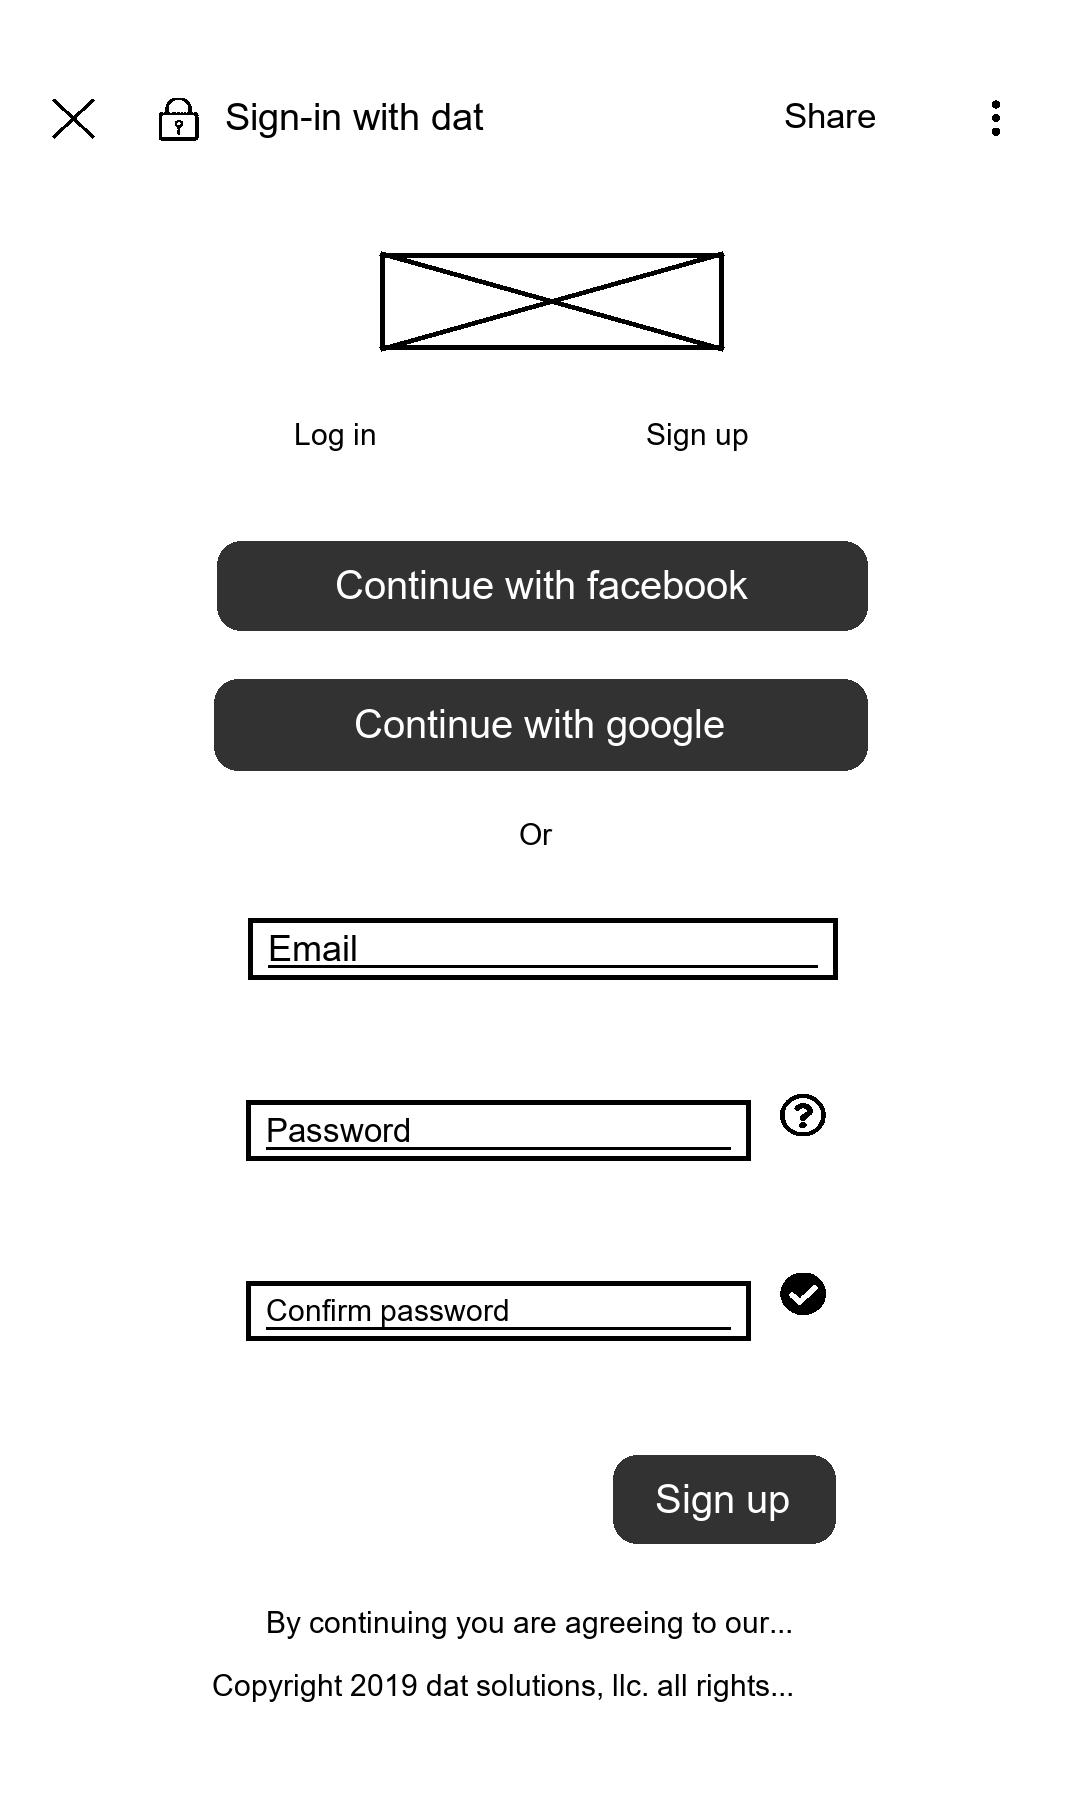 Sign-in with dat
Share
Log in
Sign up
Continue with facebook
Continue with google
Or
Email
Password
?
Confirm password
Sign up
By continuing you are agreeing to our...
Copyright 2019 dat solutions, llc. all rights...